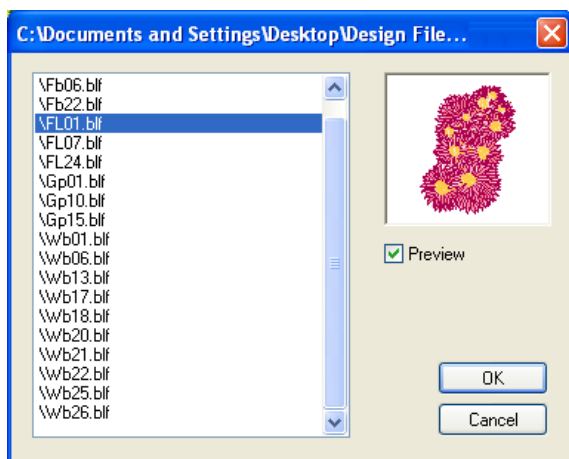 C:\Documents and Settings\Desktop\Design File...
\Fb06.blf
\Fb22.blf
\FL01.blf
\FL07.blf
\FL24.blf
\Gp01.blf
\Gp10.blf
\Gp15.blf
\Wb01.blf
\Wb06.blf
\Wb13.blf
\Wb17.blf
\Wb18.blf
\Wb20.blf
\Wb21.blf
\Wb22.blf
\Wb25.blf
\Wb26.blf
Preview
OK
Cancel